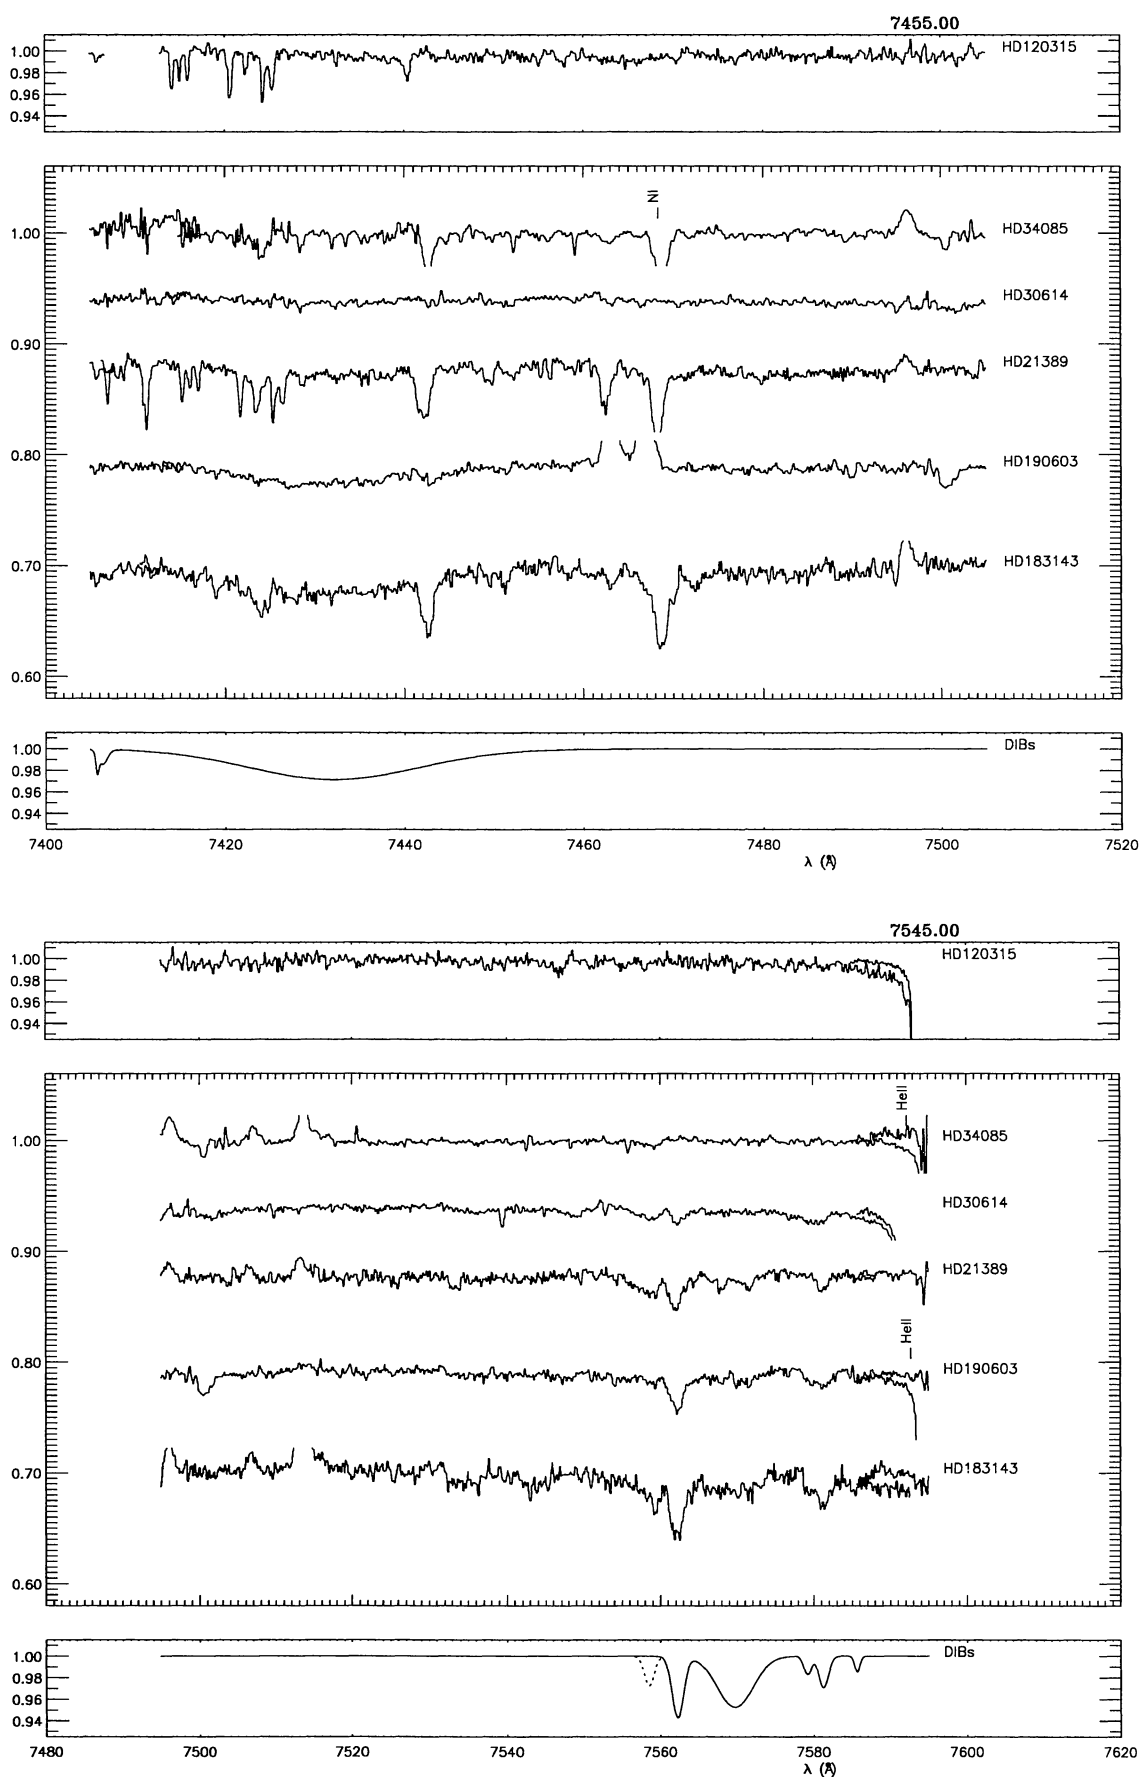 7455.00
1.00
0.98
0.96
0.94
HD120315
NI
1.00
0.90
0.80
0.70
0.60
HD34085
HD30614
HD21389
HD190603
HD183143
1.00
0.98
0.96
0.94
DIBs
7400 7420 7440 7460 7480 7500 7520
λ (Å)
7545.00
1.00
0.98
0.96
0.94
HD120315
HeII
1.00
0.90
0.80
0.70
0.60
HD34085
HD30614
HD21389
HeII
HD190603
HD183143
1.00
0.98
0.96
0.94
DIBs
7480 7500 7520 7540 7560 7580 7600 7620
λ (Å)